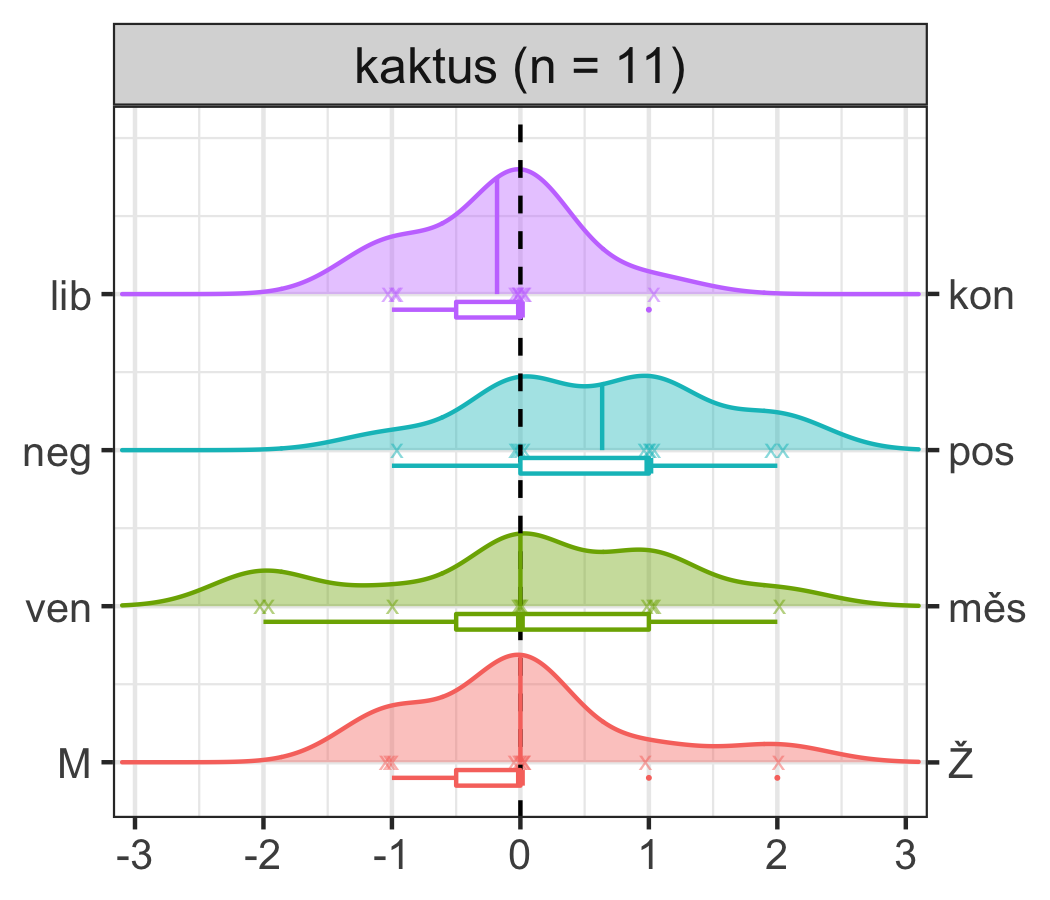 kaktus (n = 11)
lib kon
neg pos
ven měs
M Ž
-3 -2 -1 0 1 2 3